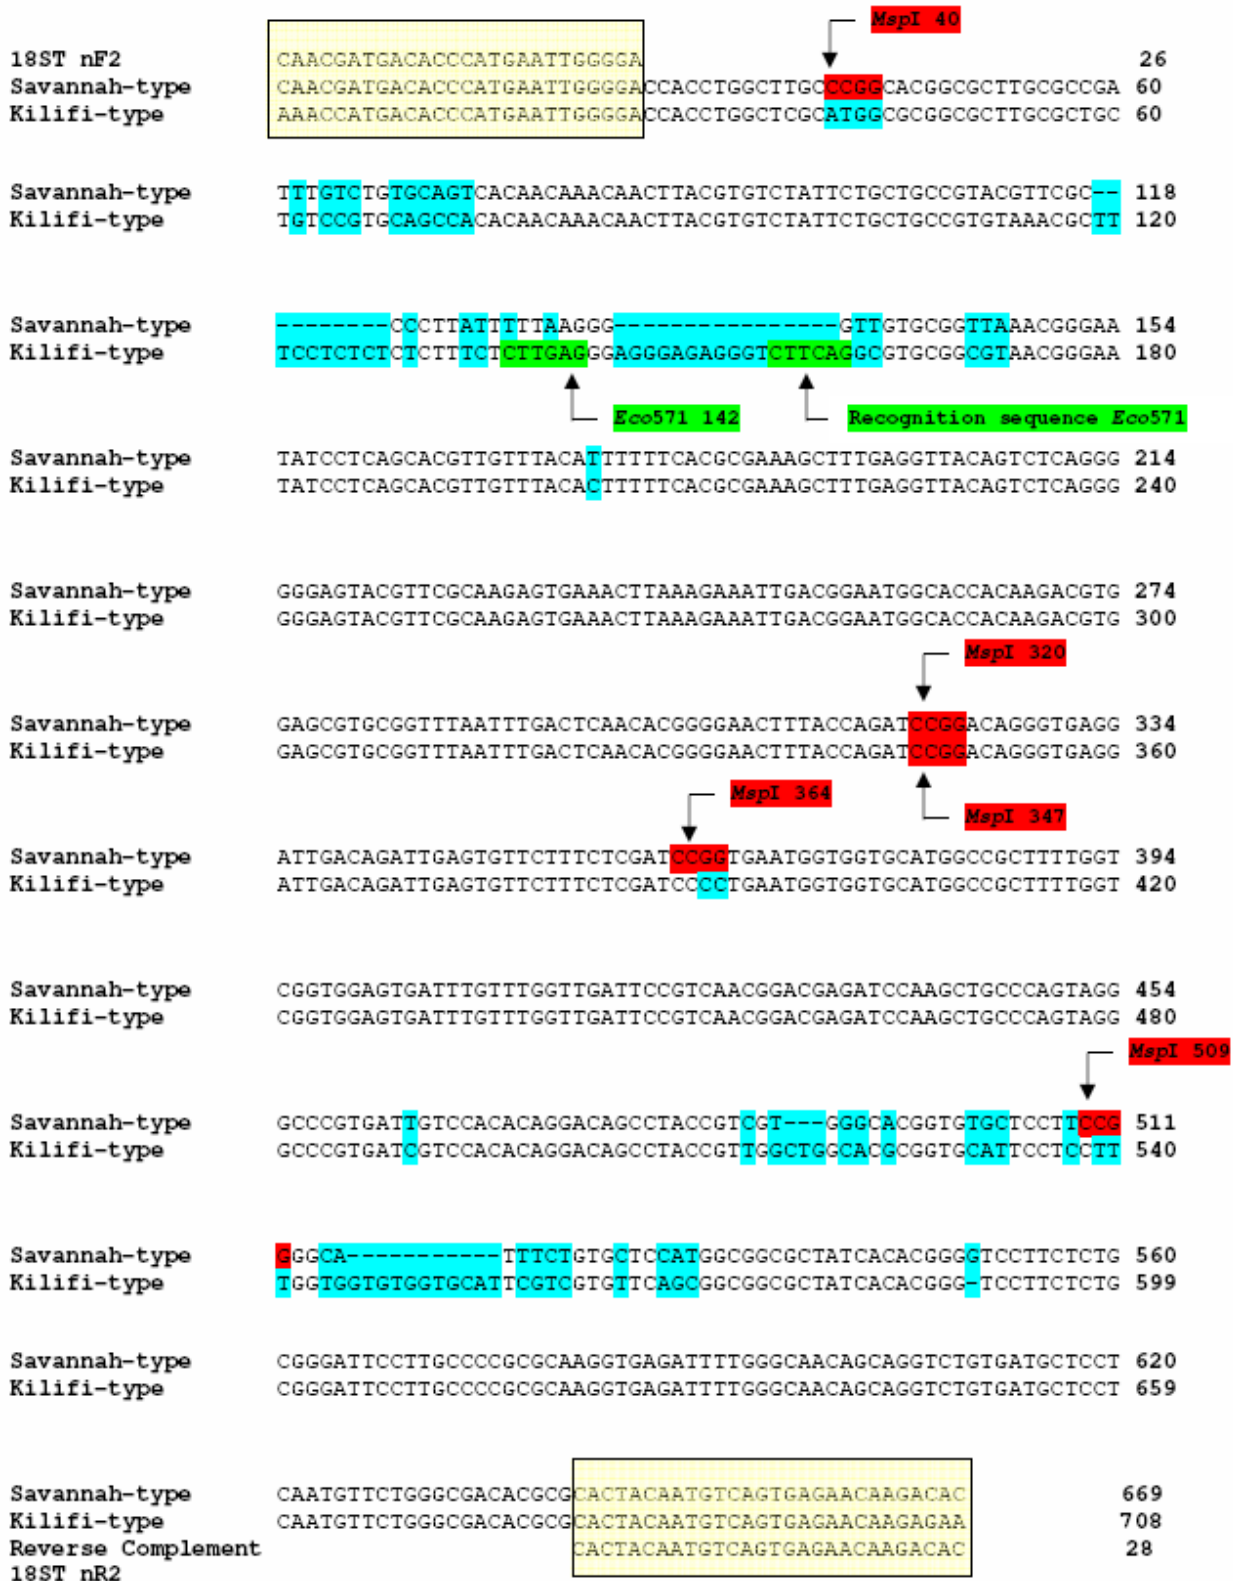 MspI 40
18ST nF2 CAACGATGACACCCATGAATTGGGGA 26
Savannah-type CAACGATGACACCCATGAATTGGGGACCACCTGGCTTGCCCGGCACGGCGCTTGCGCCGA 60
Kilifi-type AAACCATGACACCCATGAATTGGGGACCACCTGGCTCGCATGGCGCGGCGCTTGCGCTGC 60
Savannah-type TTTGTCTGTGCAGTCACAACAAACAACTTACGTGTCTATTCTGCTGCCGTACGTTCGC-- 118
Kilifi-type TGTCCGTGCAGCCACACAACAAACAACTTACGTGTCTATTCTGCTGCCGTGTAAACGCTT 120
Savannah-type --------CCCTTATTTTTAAGGG----------------GTTGTGCGGTTAAACGGGAA 154
Kilifi-type TCCTCTCTCTCTTTCTCTTGAGGGAGGGAGAGGGTCTTCAGGCGTGCGGCGTAACGGGAA 180
Eco571 142 Recognition sequence Eco571
Savannah-type TATCCTCAGCACGTTGTTTACATTTTTTCACGCGAAAGCTTTGAGGTTACAGTCTCAGGG 214
Kilifi-type TATCCTCAGCACGTTGTTTACACTTTTTCACGCGAAAGCTTTGAGGTTACAGTCTCAGGG 240
Savannah-type GGGAGTACGTTCGCAAGAGTGAAACTTAAAGAAATTGACGGAATGGCACCACAAGACGTG 274
Kilifi-type GGGAGTACGTTCGCAAGAGTGAAACTTAAAGAAATTGACGGAATGGCACCACAAGACGTG 300
MspI 320
Savannah-type GAGCGTGCGGTTTAATTTGACTCAACACGGGGAACTTTACCAGATCCGGACAGGGTGAGG 334
Kilifi-type GAGCGTGCGGTTTAATTTGACTCAACACGGGGAACTTTACCAGATCCGGACAGGGTGAGG 360
MspI 364
MspI 347
Savannah-type ATTGACAGATTGAGTGTTCTTTCTCGATCCGGTGAATGGTGGTGCATGGCCGCTTTTGGT 394
Kilifi-type ATTGACAGATTGAGTGTTCTTTCTCGATCCCCTGAATGGTGGTGCATGGCCGCTTTTGGT 420
Savannah-type CGGTGGAGTGATTTGTTTGGTTGATTCCGTCAACGGACGAGATCCAAGCTGCCCAGTAGG 454
Kilifi-type CGGTGGAGTGATTTGTTTGGTTGATTCCGTCAACGGACGAGATCCAAGCTGCCCAGTAGG 480
MspI 509
Savannah-type GCCCGTGATTGTCCACACAGGACAGCCTACCGTCGT---GGGCACGGTGTGCTCCTTCCG 511
Kilifi-type GCCCGTGATCGTCCACACAGGACAGCCTACCGTTGGCTGGCACGCGGTGCATTCCTCCTT 540
Savannah-type GGGCA-----------TTTCTGTGCTCCATGGCGGCGCTATCACACGGGGTCCTTCTCTG 560
Kilifi-type TGGTGGTGTGGTGCATTCGTCGTGTTCAGCGGCGGCGCTATCACACGGG-TCCTTCTCTG 599
Savannah-type CGGGATTCCTTGCCCCGCGCAAGGTGAGATTTTGGGCAACAGCAGGTCTGTGATGCTCCT 620
Kilifi-type CGGGATTCCTTGCCCCGCGCAAGGTGAGATTTTGGGCAACAGCAGGTCTGTGATGCTCCT 659
Savannah-type CAATGTTCTGGGCGACACGCGCACTACAATGTCAGTGAGAACAAGACAC 669
Kilifi-type CAATGTTCTGGGCGACACGCGCACTACAATGTCAGTGAGAACAAGAGAA 708
Reverse Complement CACTACAATGTCAGTGAGAACAAGACAC 28
18ST nR2